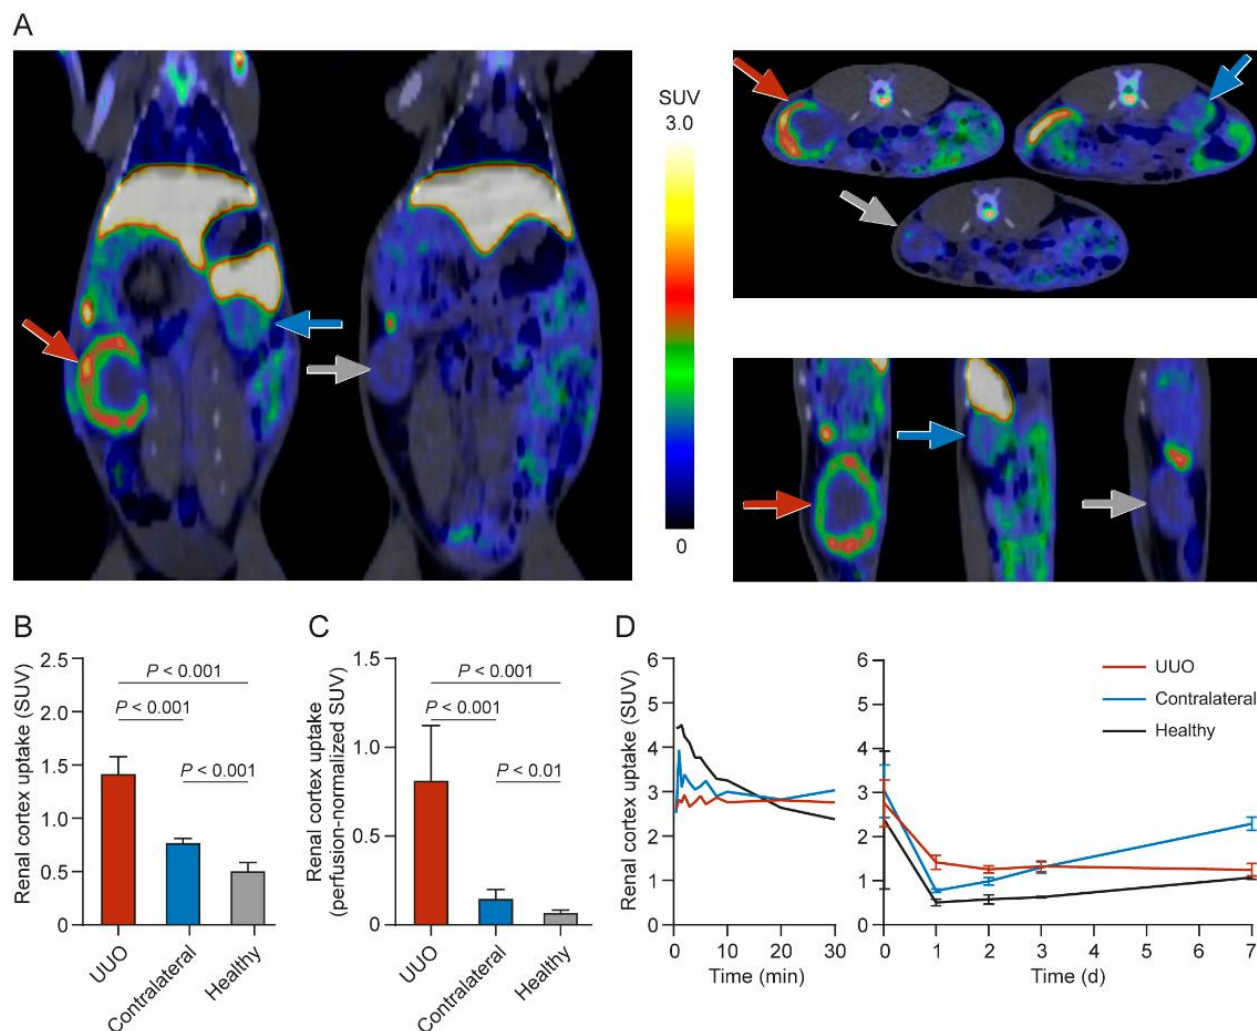 A
SUV
3.0
0
B
Renal cortex uptake (SUV)
2.5
2.0
1.5
1.0
0.5
0
P < 0.001
P < 0.001
P < 0.001
UUO
Contralateral
Healthy
C
Renal cortex uptake
(perfusion-normalized SUV)
1.5
1.0
0.5
0
P < 0.001
P < 0.001
P < 0.01
UUO
Contralateral
Healthy
D
Renal cortex uptake (SUV)
6
5
4
3
2
1
0
0 10 20 30
Time (min)
6
5
4
3
2
1
0
0 1 2 3 4 5 6 7
Time (d)
UUO
Contralateral
Healthy